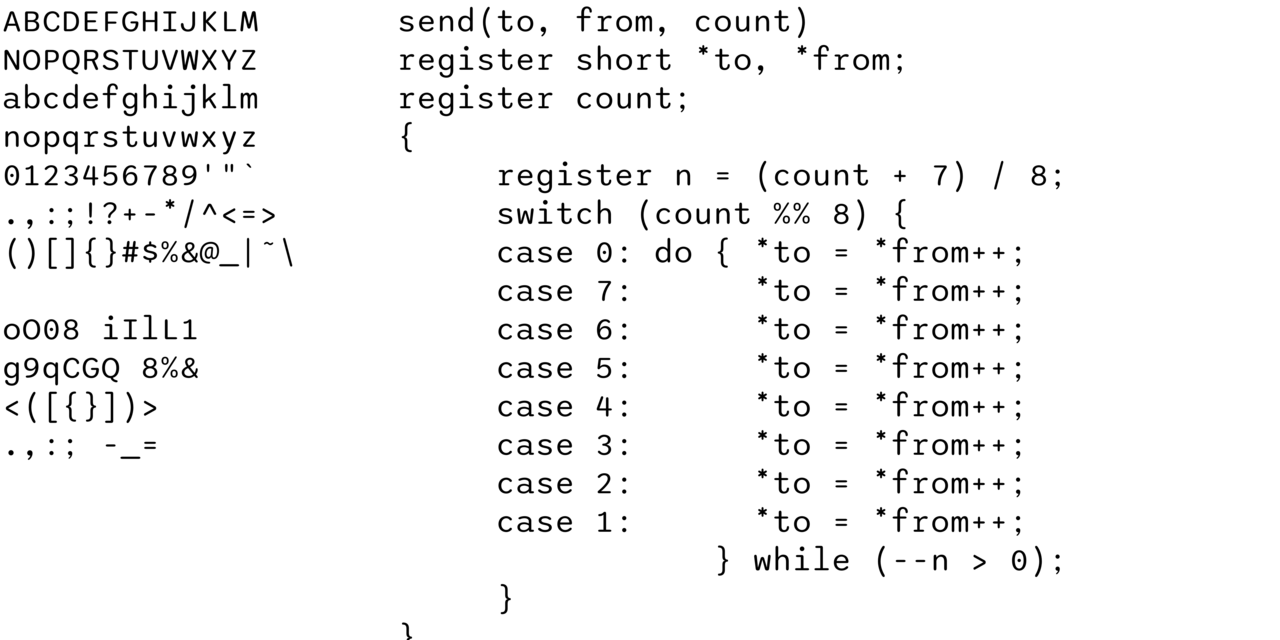 ABCDEFGHIJKLM
NOPQRSTUVWXYZ
abcdefghijklm
nopqrstuvwxyz
0123456789'"`
.,:;!?+-*/^<=>
()[]{}#$%&@_|~\
oO08 iIlL1
g9qCGQ 8%&
<([{}])>
.,:; -_=
send(to, from, count)
register short *to, *from;
register count;
{
     register n = (count + 7) / 8;
     switch (count %% 8) {
     case 0: do { *to = *from++;
     case 7:      *to = *from++;
     case 6:      *to = *from++;
     case 5:      *to = *from++;
     case 4:      *to = *from++;
     case 3:      *to = *from++;
     case 2:      *to = *from++;
     case 1:      *to = *from++;
                } while (--n > 0);
     }
}